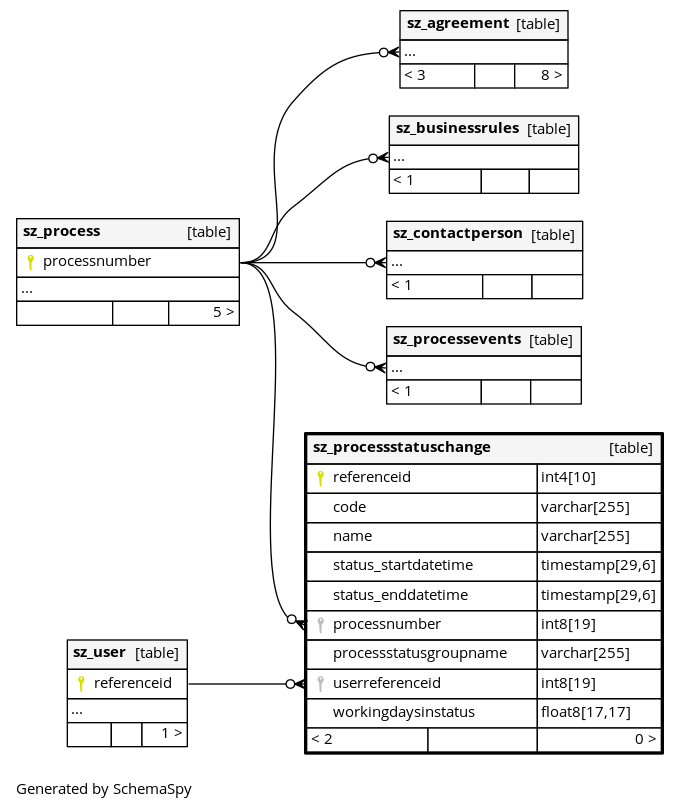 sz_agreement [table]
...
< 3 8 >
sz_businessrules [table]
...
< 1
sz_process [table]
processnumber
...
5 >
sz_contactperson [table]
...
< 1
sz_processevents [table]
...
< 1
sz_processstatuschange [table]
referenceid int4[10]
code varchar[255]
name varchar[255]
status_startdatetime timestamp[29,6]
status_enddatetime timestamp[29,6]
processnumber int8[19]
processstatusgroupname varchar[255]
userreferenceid int8[19]
workingdaysinstatus float8[17,17]
< 2 0 >
sz_user [table]
referenceid
...
1 >
Generated by SchemaSpy